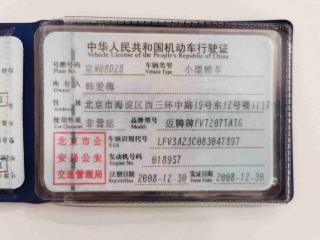 中华人民共和国机动车行驶证
Vehicle License of the People's Republic of China
号牌号码 京N08028 车辆类型 小型轿车
Plate No. Vehicle Type
所有人 韩爱梅
Owner
住址 北京市海淀区西三环中路19号东12号楼
使用性质 非营运 品牌型号 迈腾牌FV7207TATG
Use Character Model
北京市公 车辆识别代号 LFV3A23C083047897
VIN
安局公安 发动机号码 018957
Engine No.
交通管理局 注册日期 2008-12-30 发证日期 2008-12-30
Register Date Issue Date